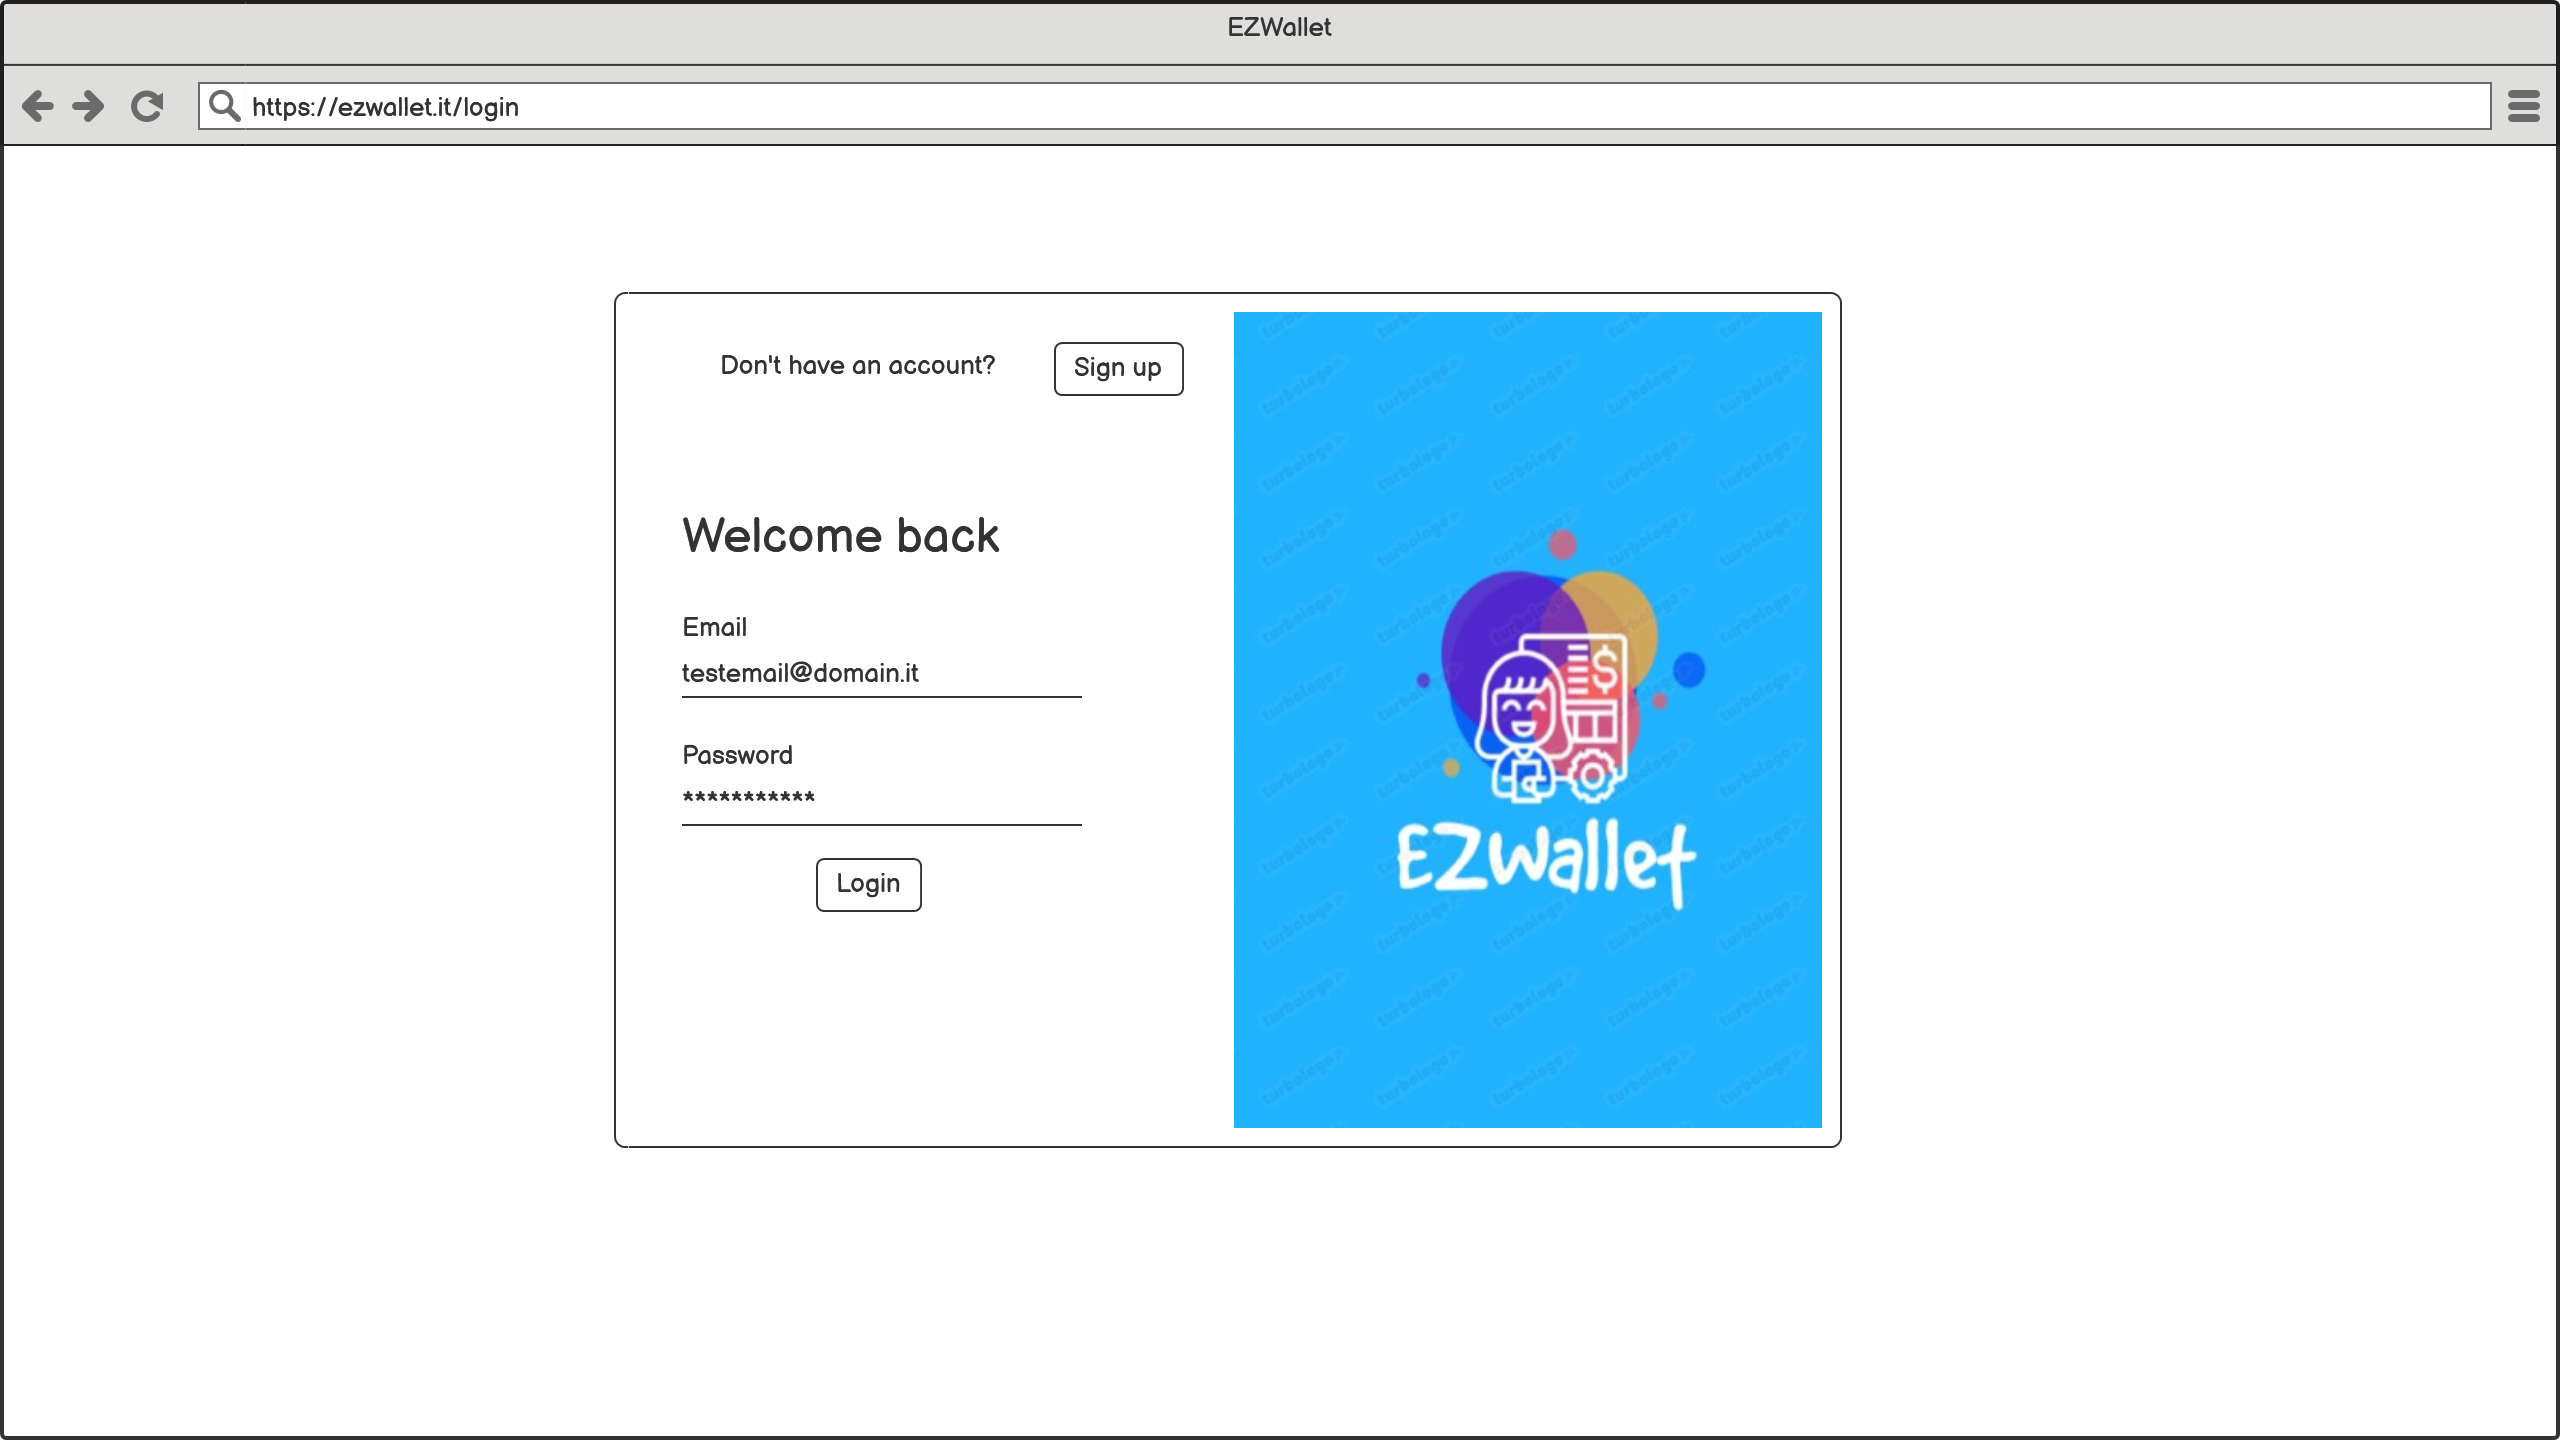 EZWallet
https://ezwallet.it/login
Don't have an account?
Sign up
Welcome back
Email
testemail@domain.it
Password
***********
Login
EZWallet
turbologo